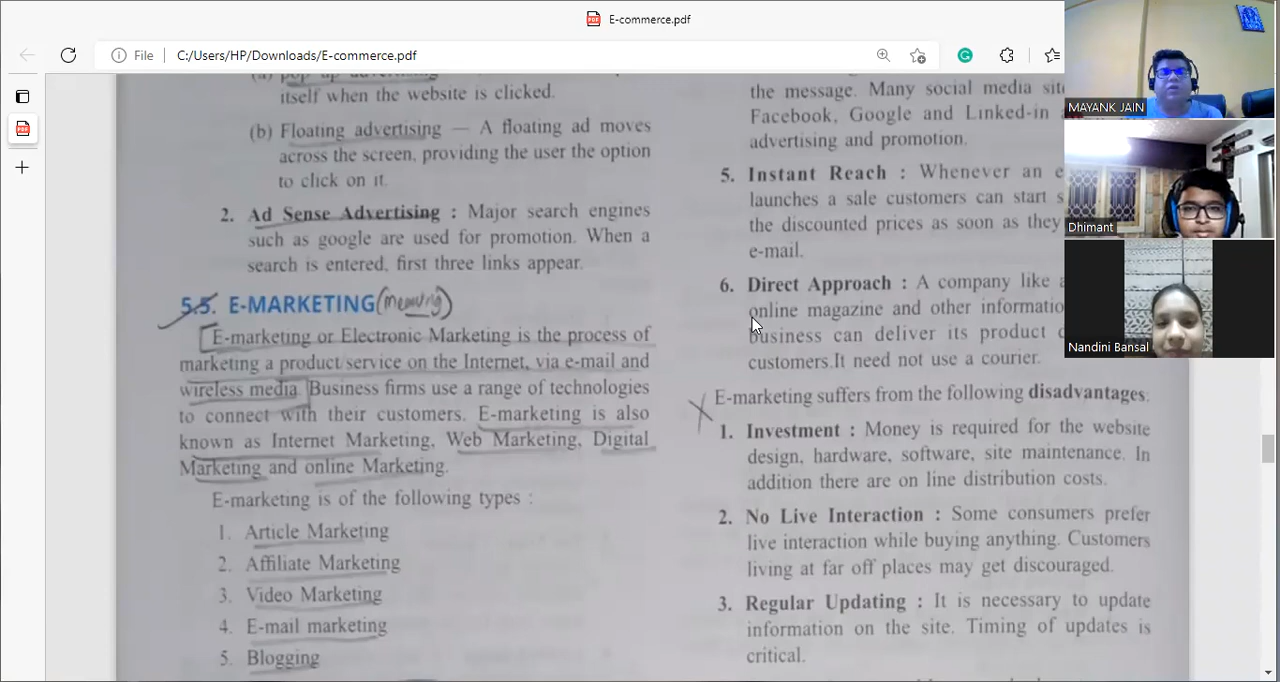 E-commerce.pdf
File
C:/Users/HP/Downloads/E-commerce.pdf
(a) pop up advertising
itself when the website is clicked.
(b) Floating advertising — A floating ad moves
across the screen, providing the user the option
to click on it.
2. Ad Sense Advertising : Major search engines
such as google are used for promotion. When a
search is entered, first three links appear.
5.5. E-MARKETING (Meaning)
E-marketing or Electronic Marketing is the process of
marketing a product service on the Internet, via e-mail and
wireless media. Business firms use a range of technologies
to connect with their customers. E-marketing is also
known as Internet Marketing, Web Marketing, Digital
Marketing and online Marketing.
E-marketing is of the following types :
1. Article Marketing
2. Affiliate Marketing
3. Video Marketing
4. E-mail marketing
5. Blogging
the message. Many social media sit
Facebook, Google and Linked-in
advertising and promotion.
5. Instant Reach : Whenever an e
launches a sale customers can start s
the discounted prices as soon as they
e-mail.
6. Direct Approach : A company like
online magazine and other informatio
business can deliver its product
customers.It need not use a courier.
E-marketing suffers from the following disadvantages.
1. Investment : Money is required for the website
design, hardware, software, site maintenance. In
addition there are on line distribution costs.
2. No Live Interaction : Some consumers prefer
live interaction while buying anything. Customers
living at far off places may get discouraged.
3. Regular Updating : It is necessary to update
information on the site. Timing of updates is
critical.
MAYANK JAIN
Dhimant
Nandini Bansal